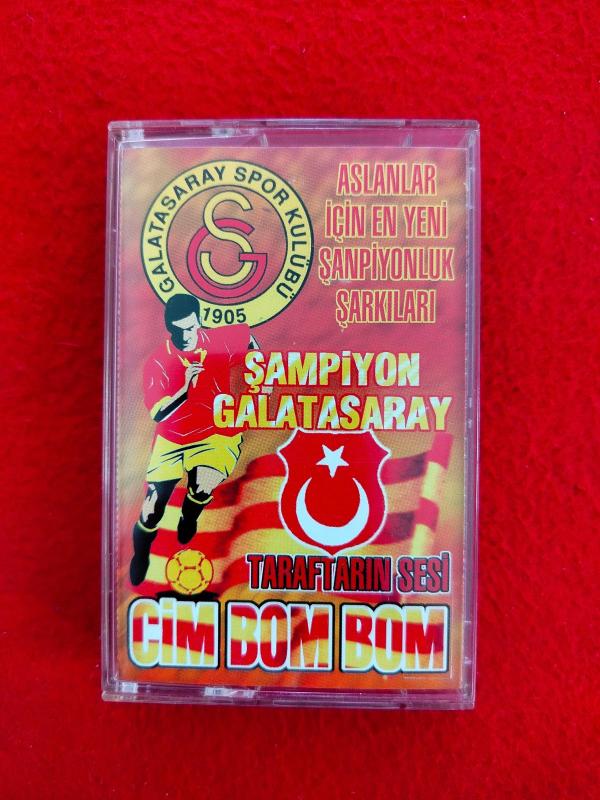 GALATASARAY SPOR KULÜBÜ
1905
ASLANLAR
İÇİN EN YENİ
ŞANPİYONLUK
ŞARKILARI
ŞAMPİYON
GALATASARAY
TARAFTARIN SESİ
CİM BOM BOM